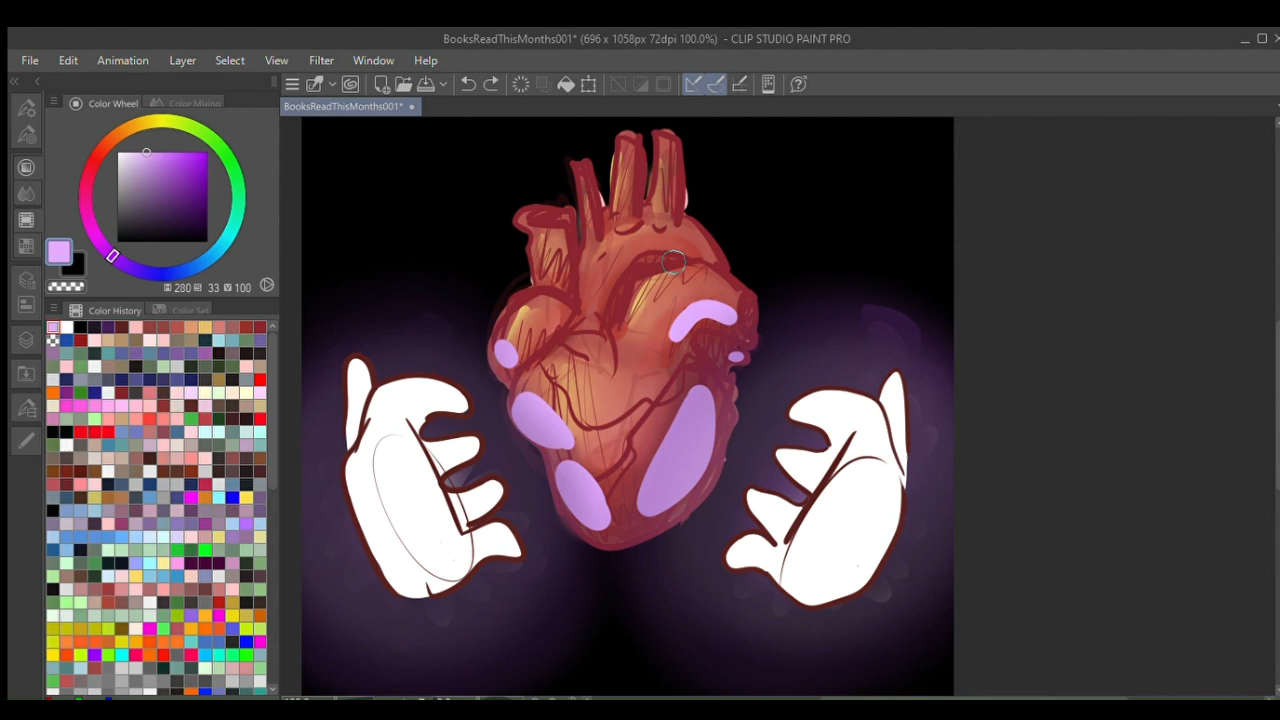 BooksReadThisMonths001* (696 x 1058px 72dpi 100.0%) - CLIP STUDIO PAINT PRO
File Edit Animation Layer Select View Filter Window Help
Color Wheel Color Mixing
BooksReadThisMonths001*
H 280 S 33 V 100
Color History Color Set